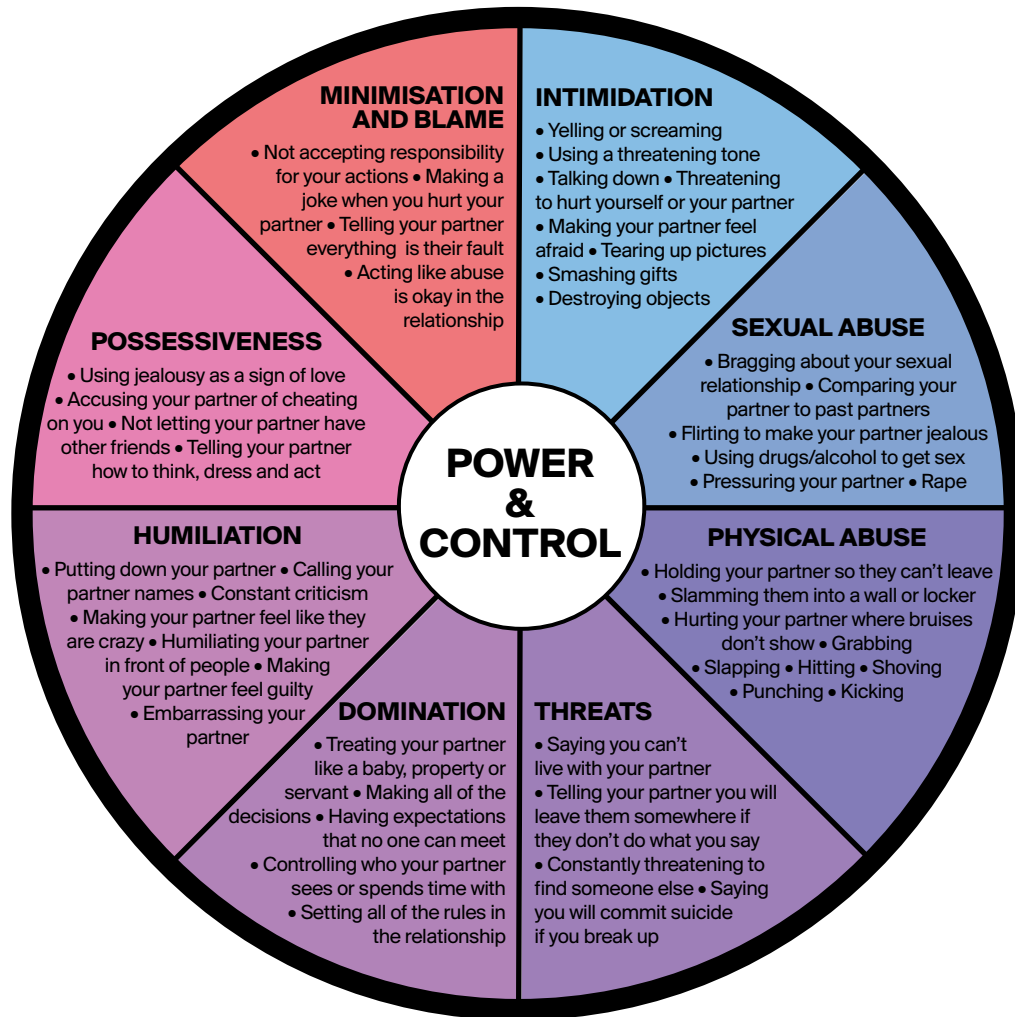 MINIMISATION
AND BLAME
• Not accepting responsibility
for your actions • Making a
joke when you hurt your
partner • Telling your partner
everything is their fault
• Acting like abuse
is okay in the
relationship
INTIMIDATION
• Yelling or screaming
• Using a threatening tone
• Talking down • Threatening
to hurt yourself or your partner
• Making your partner feel
afraid • Tearing up pictures
• Smashing gifts
• Destroying objects
SEXUAL ABUSE
• Bragging about your sexual
relationship • Comparing your
partner to past partners
• Flirting to make your partner jealous
• Using drugs/alcohol to get sex
• Pressuring your partner • Rape
PHYSICAL ABUSE
• Holding your partner so they can’t leave
• Slamming them into a wall or locker
• Hurting your partner where bruises
don’t show • Grabbing
• Slapping • Hitting • Shoving
• Punching • Kicking
THREATS
• Saying you can’t
live with your partner
• Telling your partner you will
leave them somewhere if
they don’t do what you say
• Constantly threatening to
find someone else • Saying
you will commit suicide
if you break up
DOMINATION
• Treating your partner
like a baby, property or
servant • Making all of the
decisions • Having expectations
that no one can meet
• Controlling who your partner
sees or spends time with
• Setting all of the rules in
the relationship
HUMILIATION
• Putting down your partner • Calling your
partner names • Constant criticism
• Making your partner feel like they
are crazy • Humiliating your partner
in front of people • Making
your partner feel guilty
• Embarrassing your
partner
POSSESSIVENESS
• Using jealousy as a sign of love
• Accusing your partner of cheating
on you • Not letting your partner have
other friends • Telling your partner
how to think, dress and act
POWER
&
CONTROL